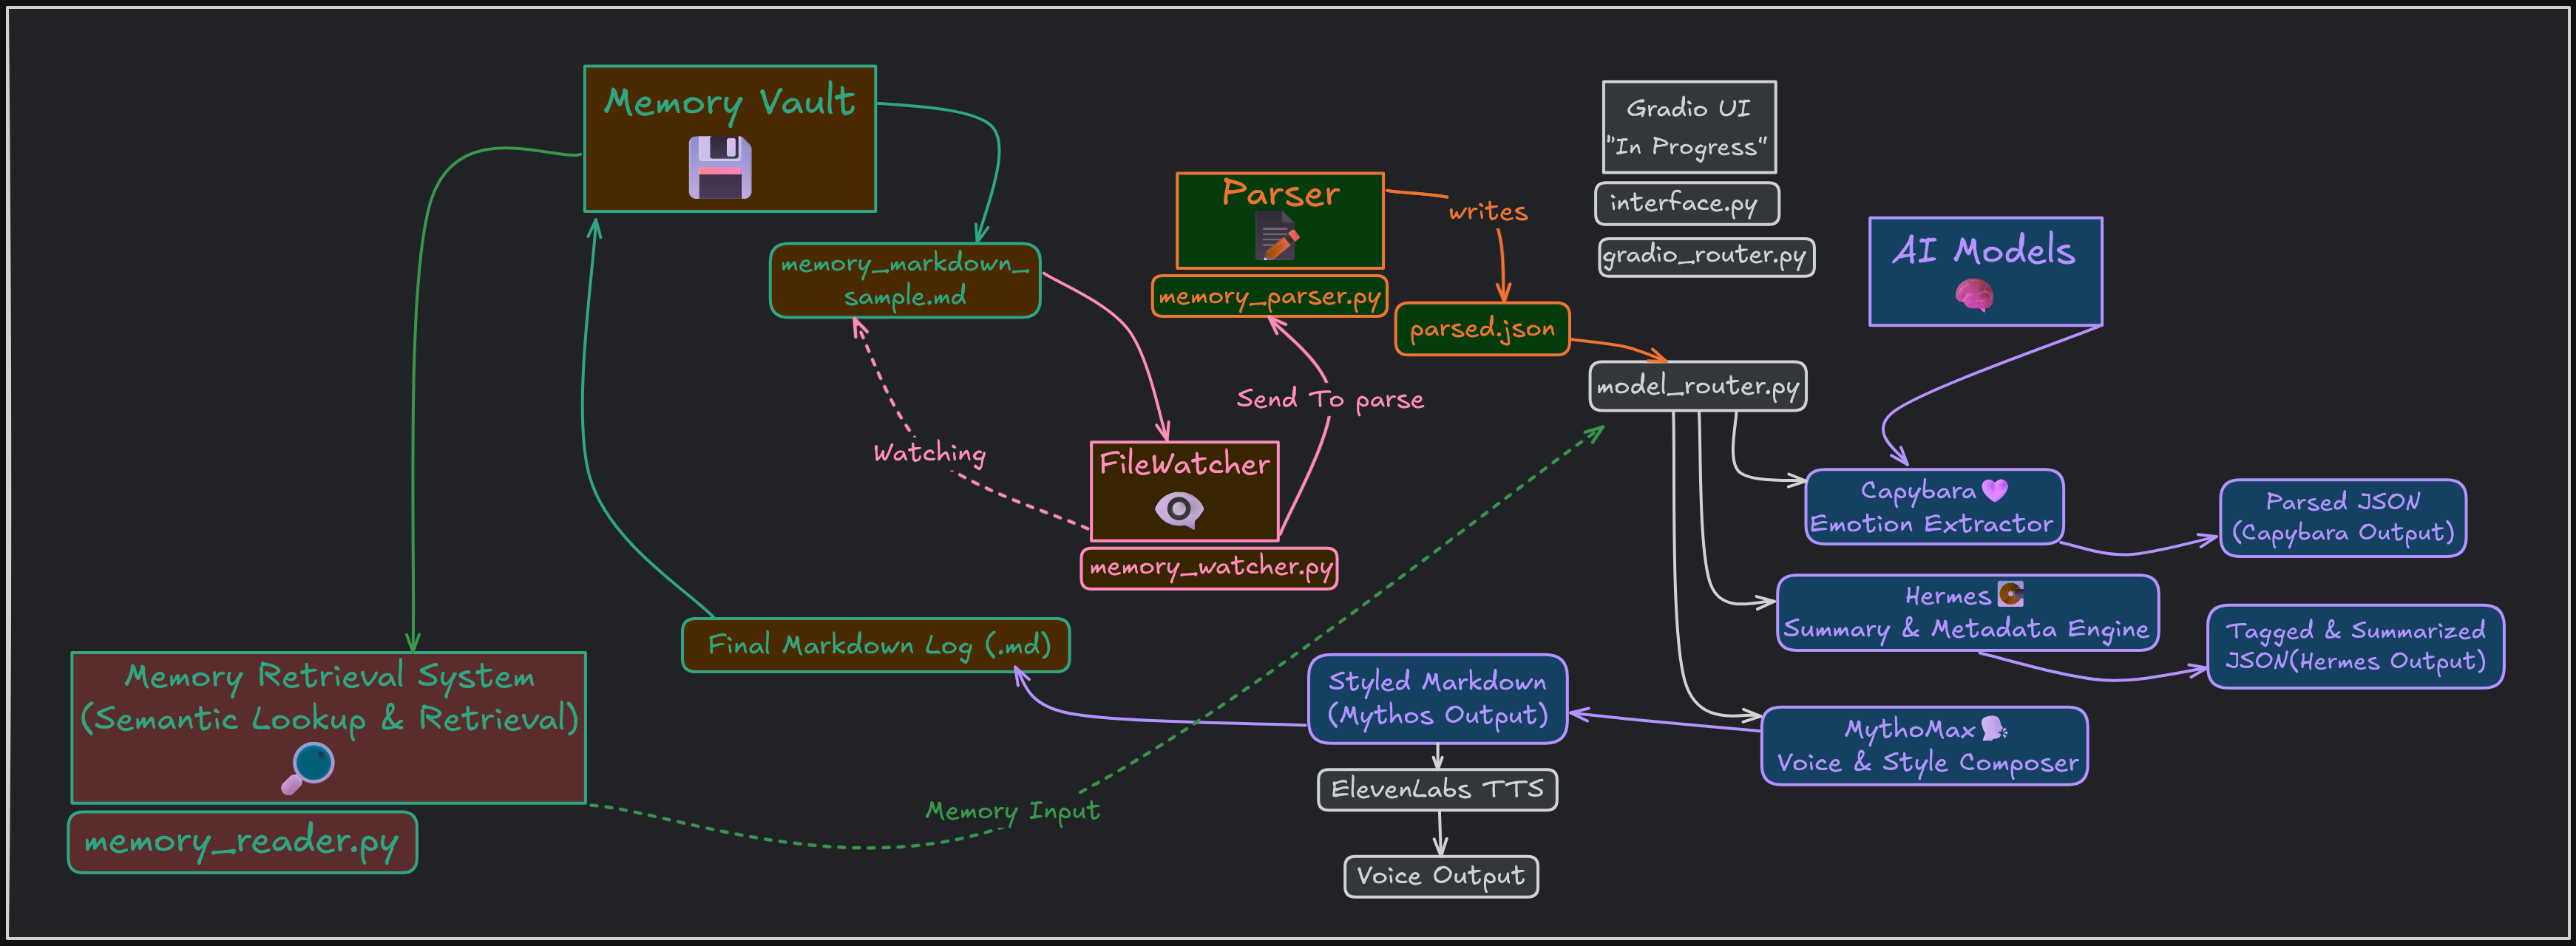 Memory Vault
memory_markdown_
sample.md
Parser
memory_parser.py
writes
parsed.json
Gradio UI
"In Progress"
interface.py
gradio_router.py
AI Models
model_router.py
Send To parse
Watching
FileWatcher
memory_watcher.py
Capybara
Emotion Extractor
Parsed JSON
(Capybara Output)
Hermes
Summary & Metadata Engine
Tagged & Summarized
JSON(Hermes Output)
Final Markdown Log (.md)
Memory Retrieval System
(Semantic Lookup & Retrieval)
memory_reader.py
Memory Input
Styled Markdown
(Mythos Output)
MythoMax
Voice & Style Composer
ElevenLabs TTS
Voice Output